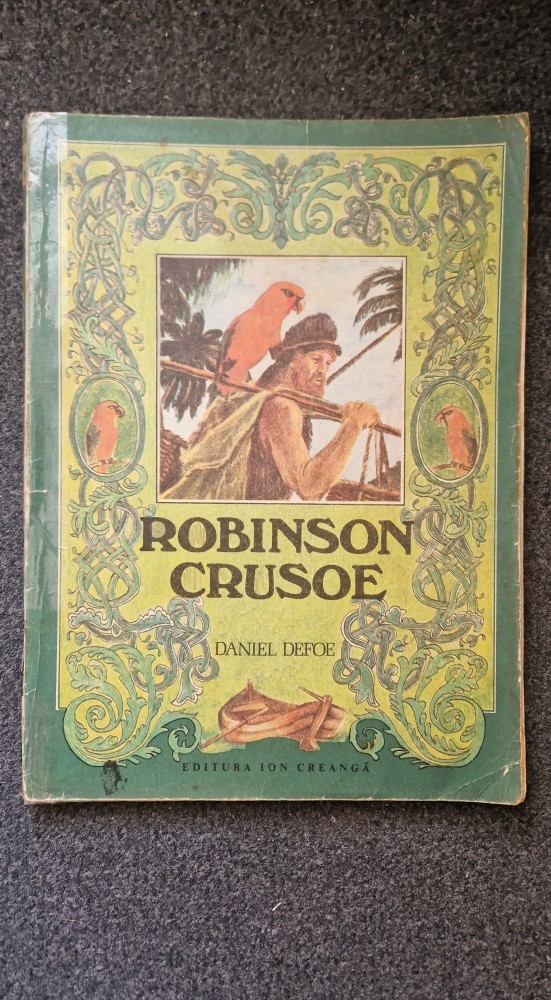 ROBINSON
CRUSOE
DANIEL DEFOE
EDITURA ION CREANGĂ